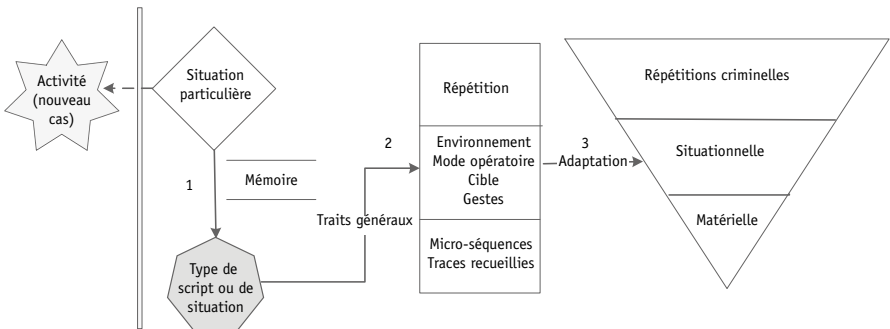 Activité
(nouveau
cas)
Situation
particulière
1
Mémoire
Type de
script ou de
situation
Traits généraux
2
Répétition
Environnement
Mode opératoire
Cible
Gestes
Micro-séquences
Traces recueillies
3
Adaptation
Répétitions criminelles
Situationnelle
Matérielle